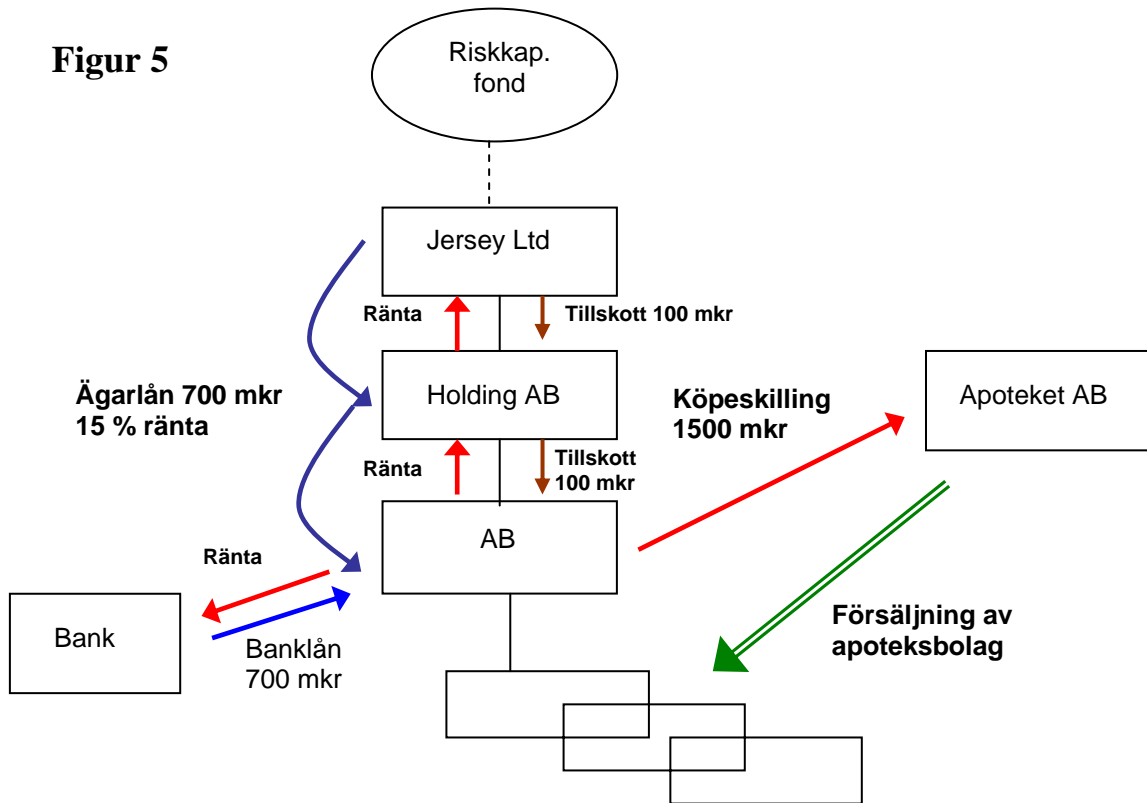 Figur 5
Riskkap.
fond
Jersey Ltd
Ränta
Tillskott 100 mkr
Ägarlån 700 mkr
15 % ränta
Holding AB
Köpeskilling
1500 mkr
Apoteket AB
Ränta
Tillskott
100 mkr
AB
Ränta
Bank
Banklån
700 mkr
Försäljning av
apoteksbolag